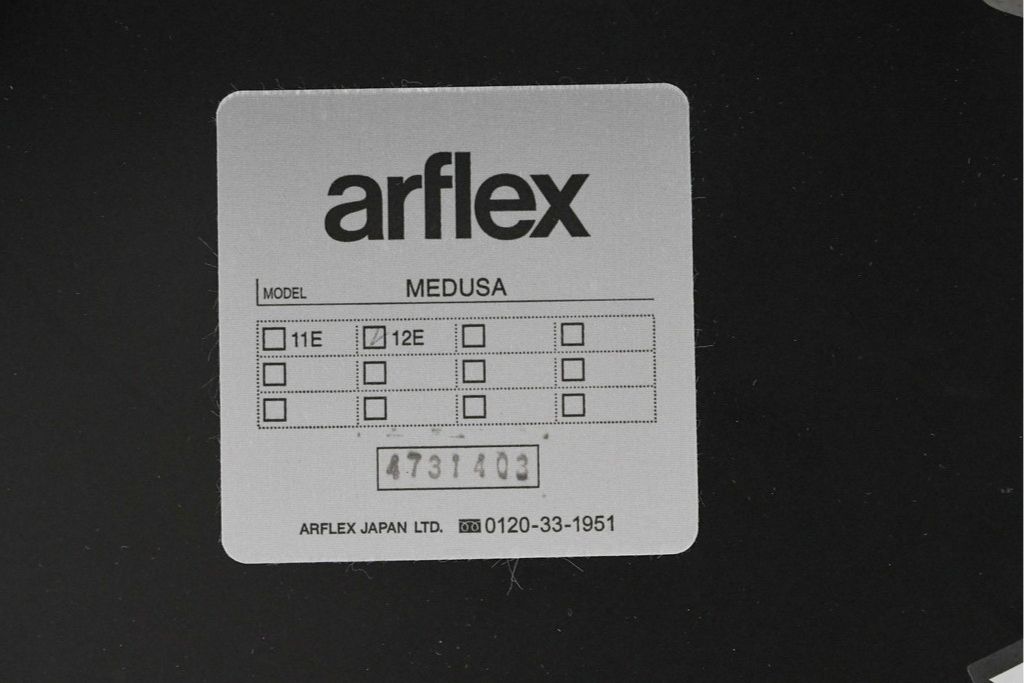 arflex
MODEL MEDUSA
11E 12E
4731403
ARFLEX JAPAN LTD. 0120-33-1951